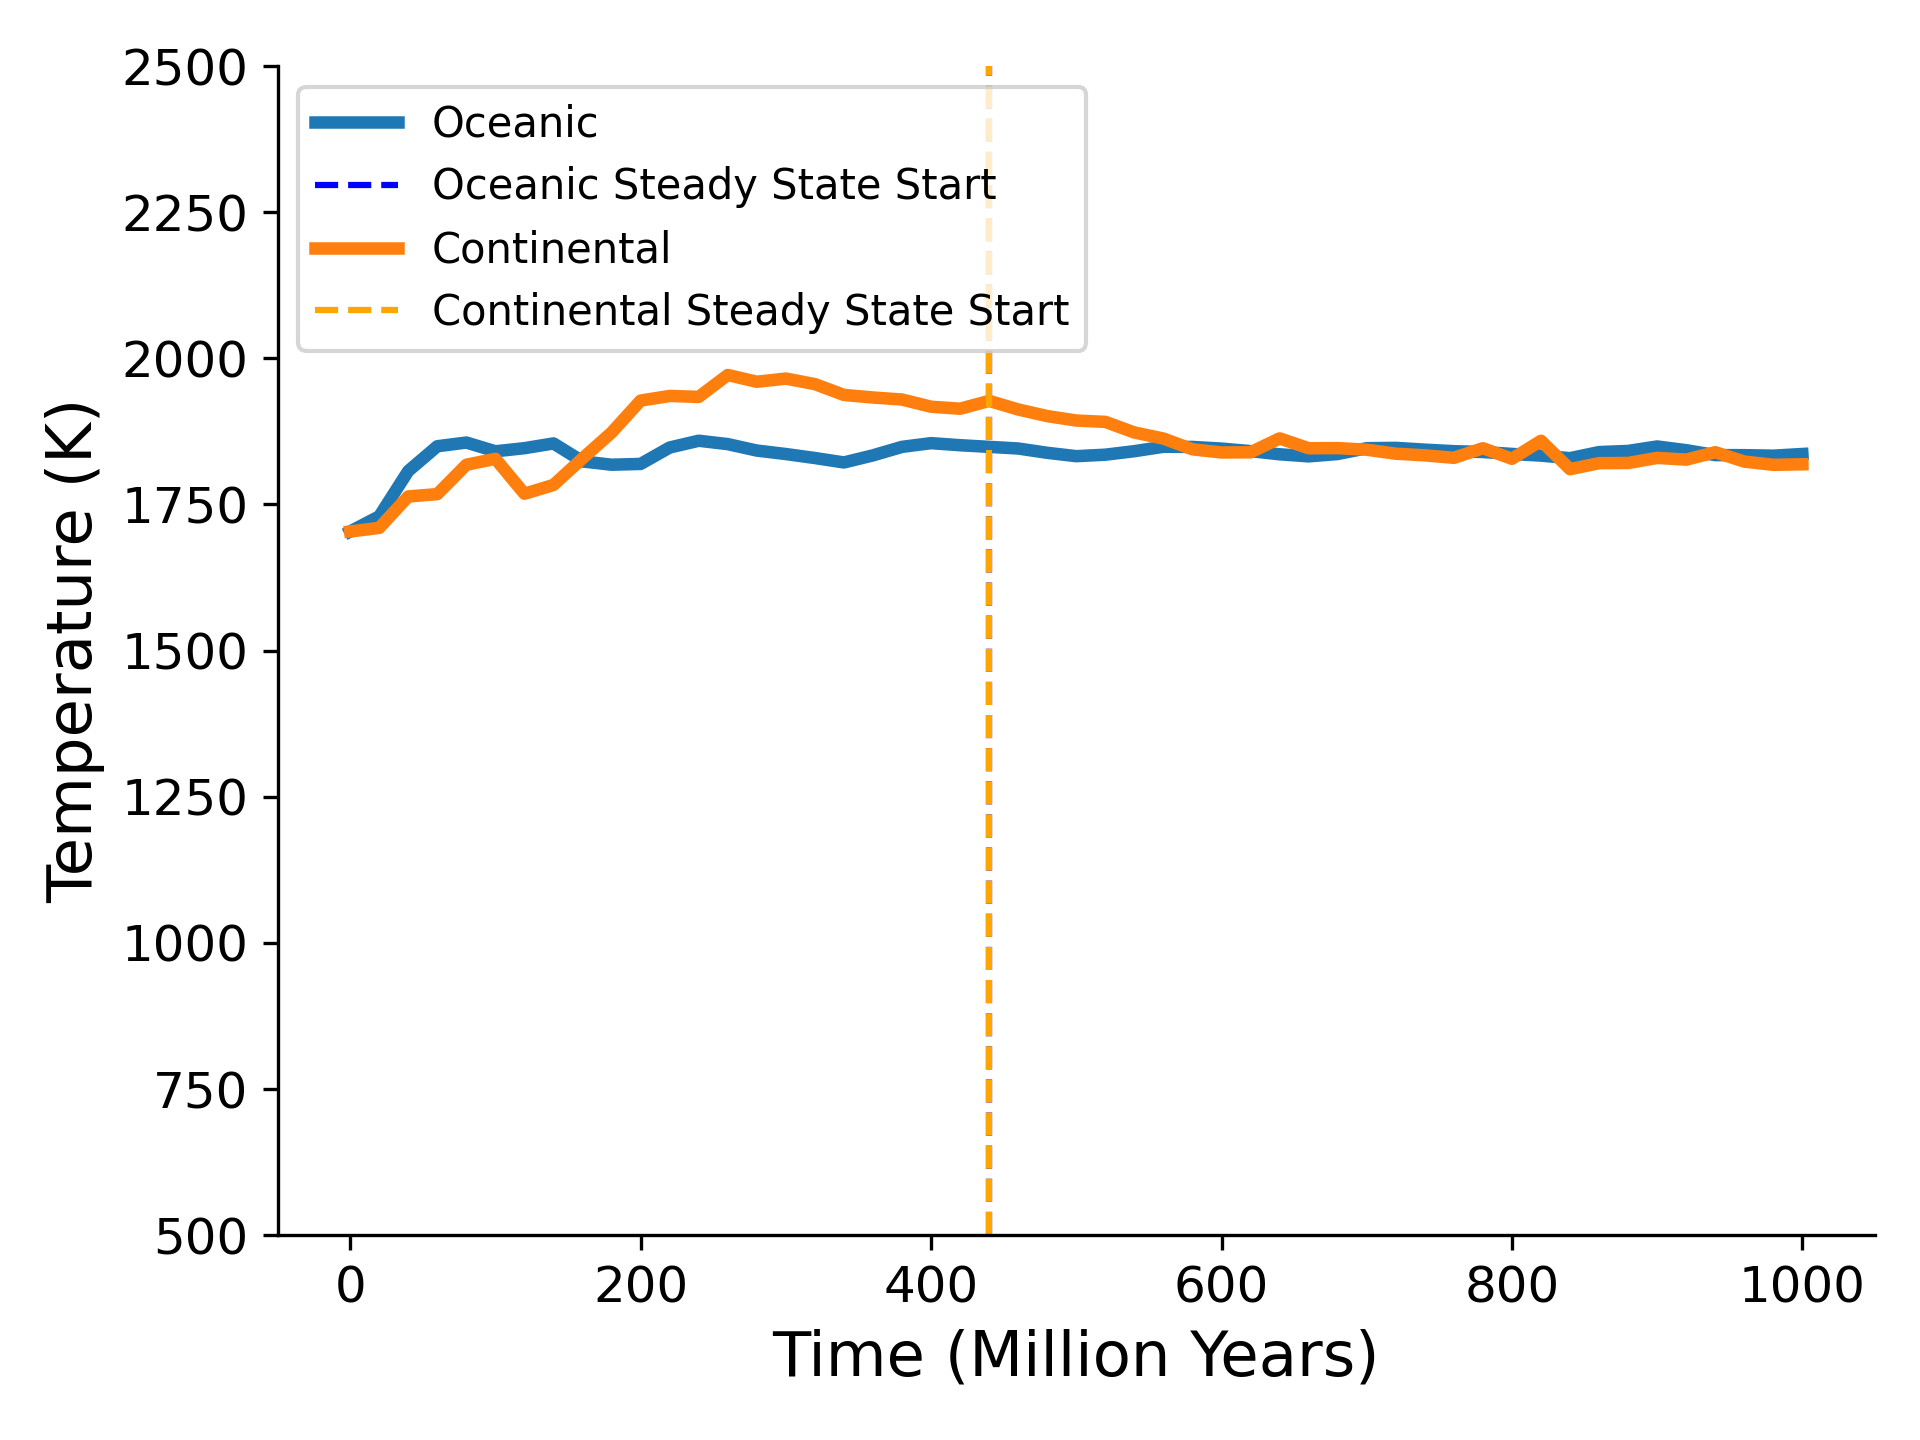 2500
2250
2000
1750
1500
1250
1000
750
500
Temperature (K)
Oceanic
Oceanic Steady State Start
Continental
Continental Steady State Start
0 200 400 600 800 1000
Time (Million Years)